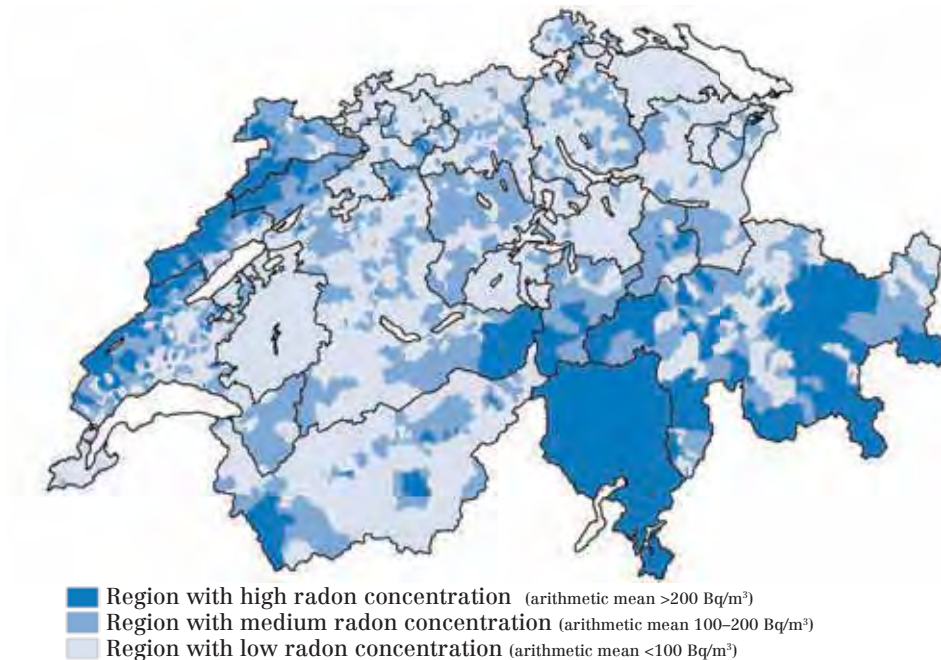 Region with high radon concentration (arithmetic mean >200 Bq/m³)
Region with medium radon concentration (arithmetic mean 100–200 Bq/m³)
Region with low radon concentration (arithmetic mean <100 Bq/m³)